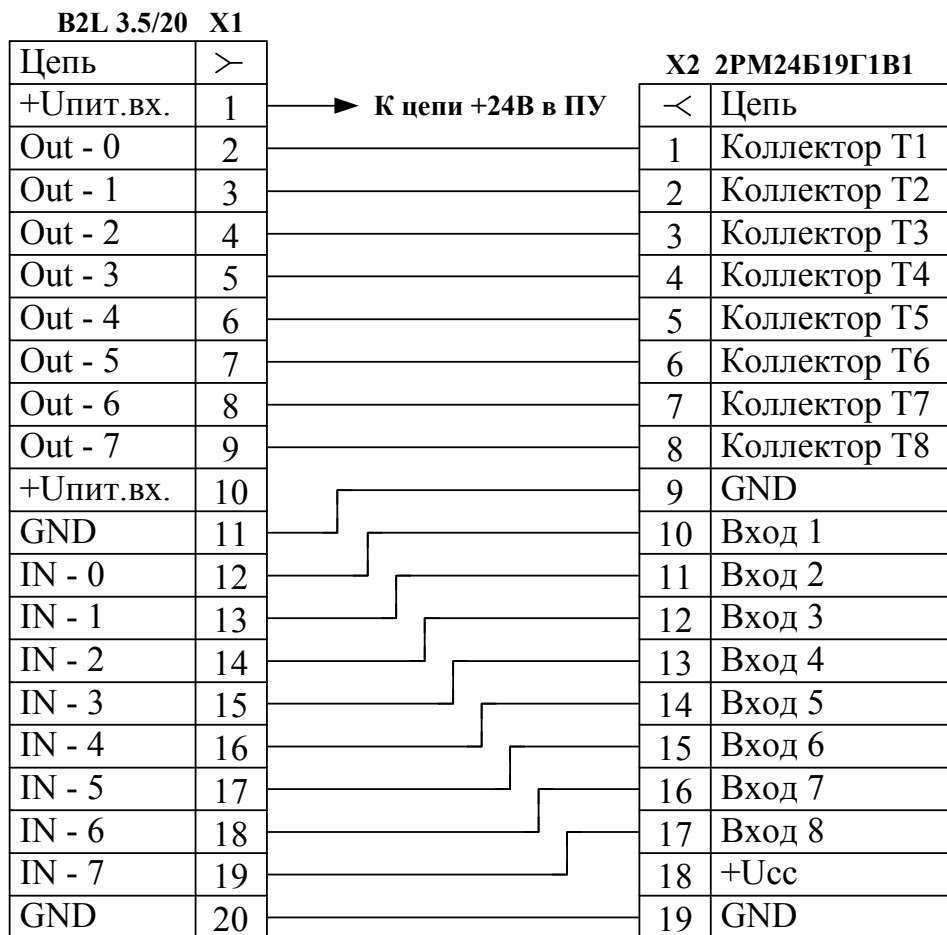 B2L 3.5/20 X1
Цепь
X2 2РМ24Б19Г1В1
+Uпит.вх. 1 К цепи +24В в ПУ Цепь
Out - 0 2 1 Коллектор Т1
Out - 1 3 2 Коллектор Т2
Out - 2 4 3 Коллектор Т3
Out - 3 5 4 Коллектор Т4
Out - 4 6 5 Коллектор Т5
Out - 5 7 6 Коллектор Т6
Out - 6 8 7 Коллектор Т7
Out - 7 9 8 Коллектор Т8
+Uпит.вх. 10 9 GND
GND 11 10 Вход 1
IN - 0 12 11 Вход 2
IN - 1 13 12 Вход 3
IN - 2 14 13 Вход 4
IN - 3 15 14 Вход 5
IN - 4 16 15 Вход 6
IN - 5 17 16 Вход 7
IN - 6 18 17 Вход 8
IN - 7 19 18 +Ucc
GND 20 19 GND